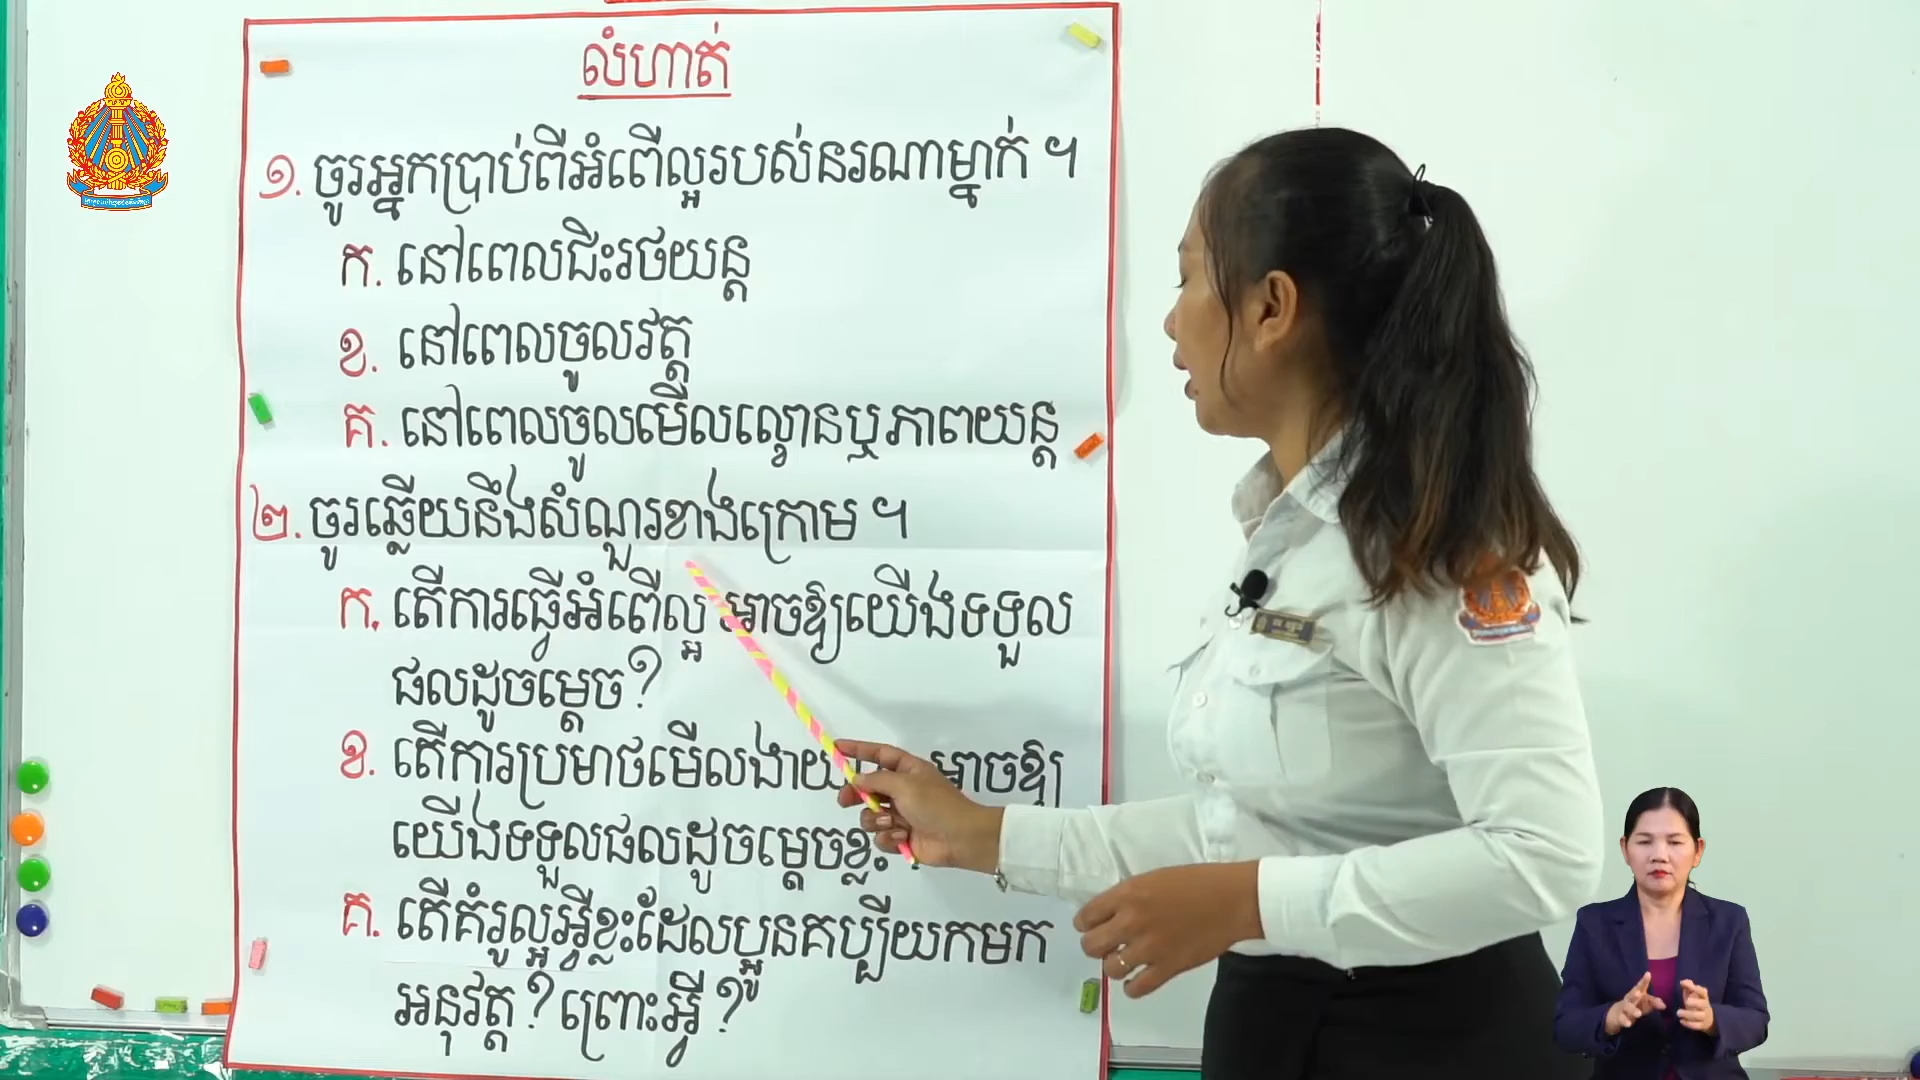 លំហាត់
១. ចូរអ្នកប្រាប់ពីអំពើល្អរបស់នរណាម្នាក់ ។
ក. នៅពេលជិះរថយន្ត
ខ. នៅពេលចូលវត្ត
គ. នៅពេលចូលមើលល្ខោនឬភាពយន្ត
២. ចូរឆ្លើយនឹងសំណួរខាងក្រោម ។
ក. តើការធ្វើអំពើល្អ អាចឱ្យយើងទទួល
ផលដូចម្ដេច?
ខ. តើការប្រមាថមើលងាយ អាចឱ្យ
យើងទទួលផលដូចម្ដេចខ្លះ
គ. តើគំរូល្អអ្វីខ្លះដែលប្អូនគប្បីយកមក
អនុវត្ត? ព្រោះអ្វី?